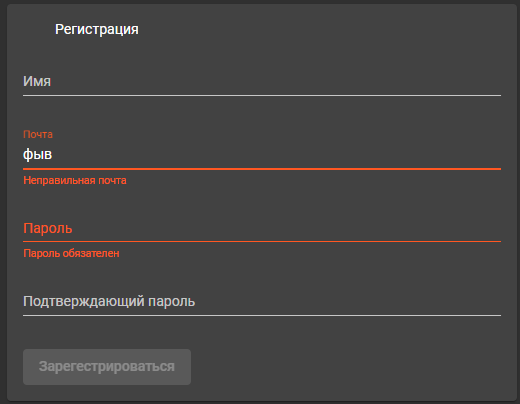 Регистрация
Имя
Почта
фыв
Неправильная почта
Пароль
Пароль обязателен
Подтверждающий пароль
Зарегестрироваться